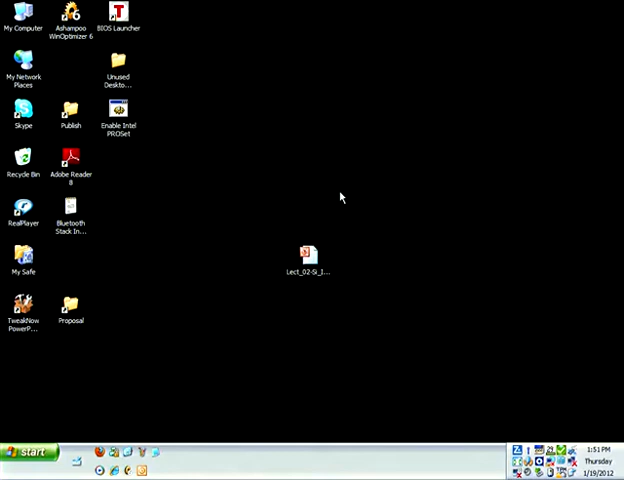 My Computer
Ashampoo
WinOptimizer 6
BIOS Launcher
My Network
Places
Unused
Deskto...
Skype
Publish
Enable Intel
PROSet
Recycle Bin
Adobe Reader
8
RealPlayer
Bluetooth
Stack In...
My Safe
Lect_02-Si_I...
TweakNow
PowerP...
Proposal
start
1:51 PM
Thursday
1/19/2012